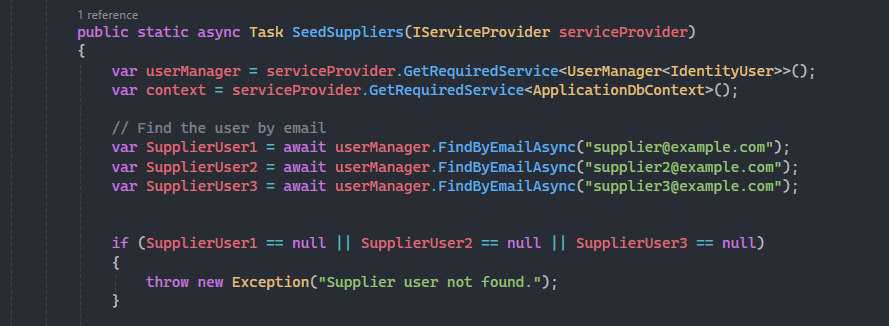 1 reference
public static async Task SeedSuppliers(IServiceProvider serviceProvider)
{
var userManager = serviceProvider.GetRequiredService<UserManager<IdentityUser>>();
var context = serviceProvider.GetRequiredService<ApplicationDbContext>();
// Find the user by email
var SupplierUser1 = await userManager.FindByEmailAsync("supplier@example.com");
var SupplierUser2 = await userManager.FindByEmailAsync("supplier2@example.com");
var SupplierUser3 = await userManager.FindByEmailAsync("supplier3@example.com");
if (SupplierUser1 == null || SupplierUser2 == null || SupplierUser3 == null)
{
throw new Exception("Supplier user not found.");
}